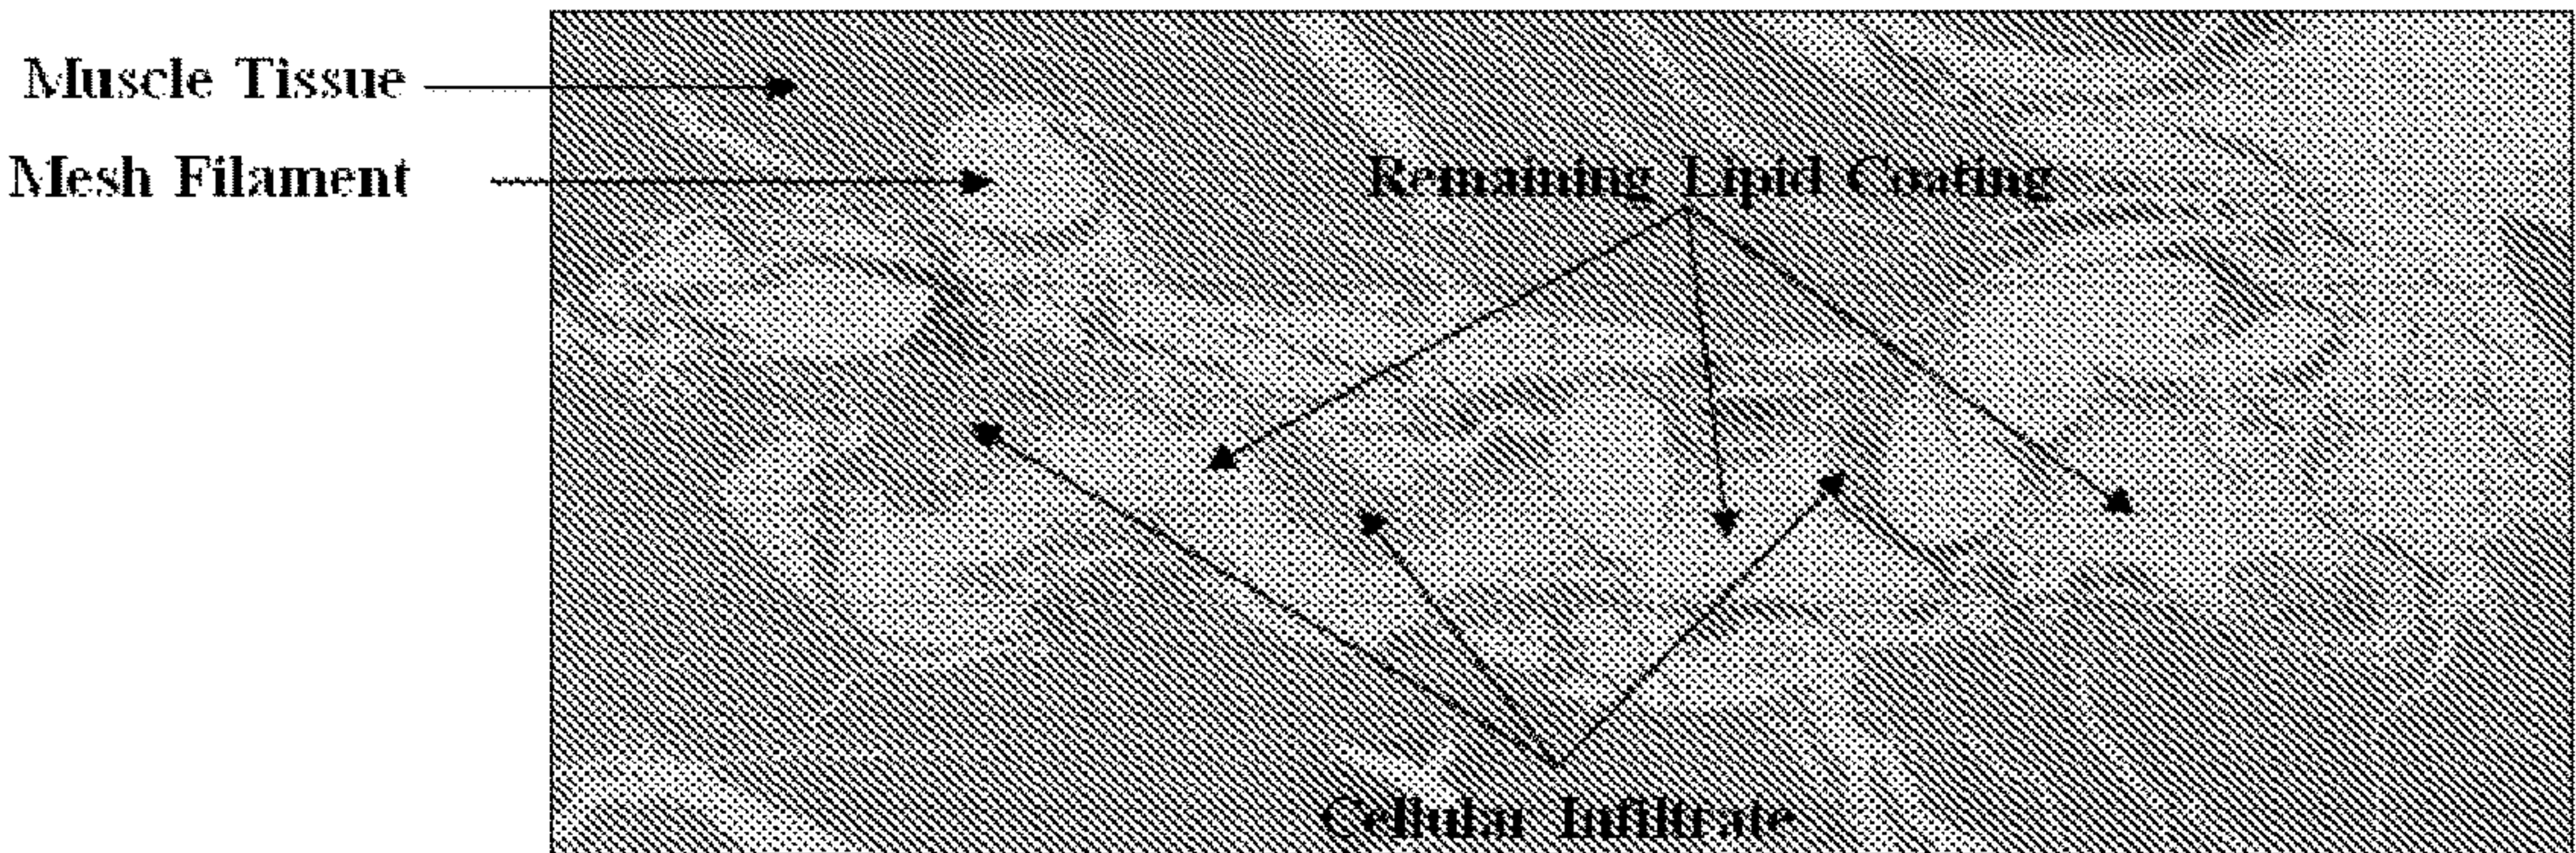 Muscle Tissue
Mesh Filament
Remaining Lipid Coating
Cellular Infiltrate